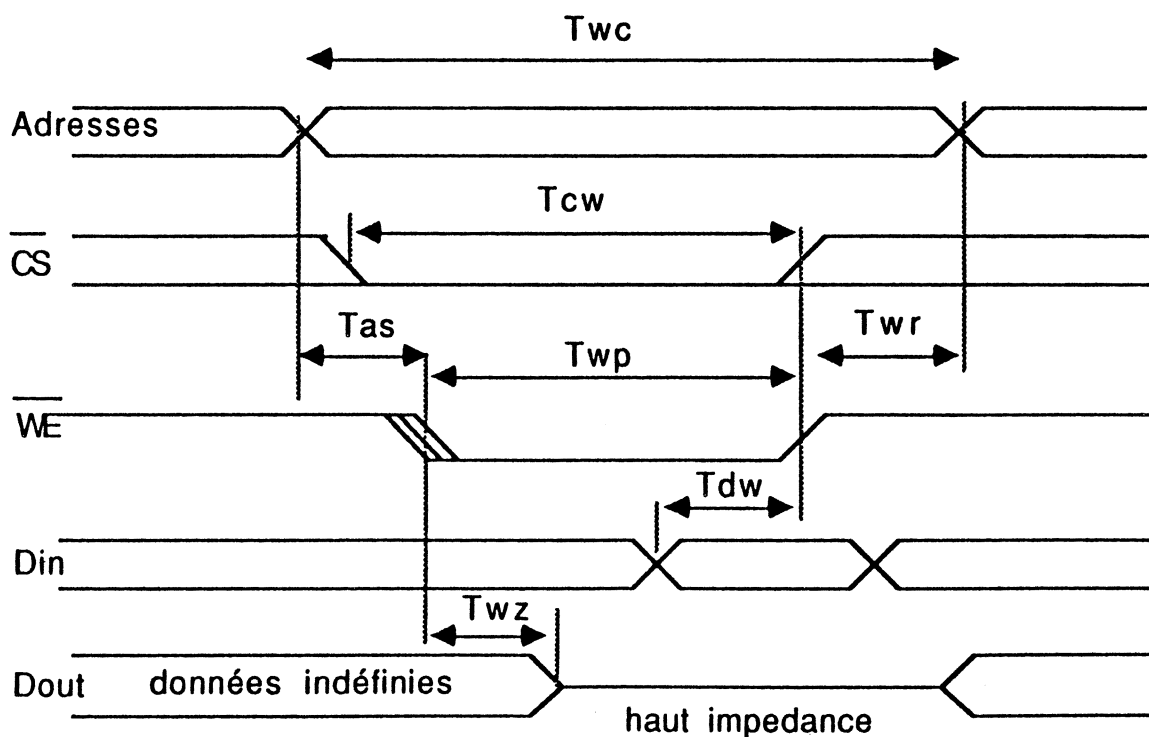 Twc
Adresses
Tcw
CS
Tas
Twr
Twp
WE
Tdw
Din
Twz
Dout
données indéfinies
haut impedance